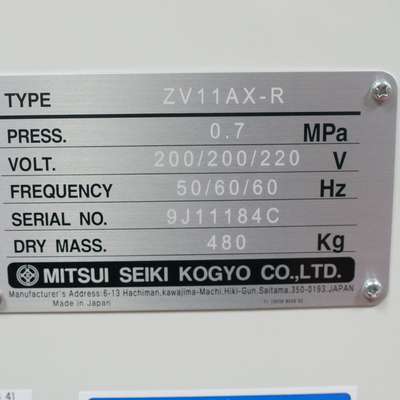 TYPE ZV11AX-R
PRESS. 0.7 MPa
VOLT. 200/200/220 V
FREQUENCY 50/60/60 Hz
SERIAL NO. 9J11184C
DRY MASS. 480 Kg
MITSUI SEIKI KOGYO CO.,LTD.
Manufacturer's Address:6-13 Hachiman,kawajima-Machi,Hiki-Gun,Saitama,350-0193,JAPAN
Made in Japan
4)